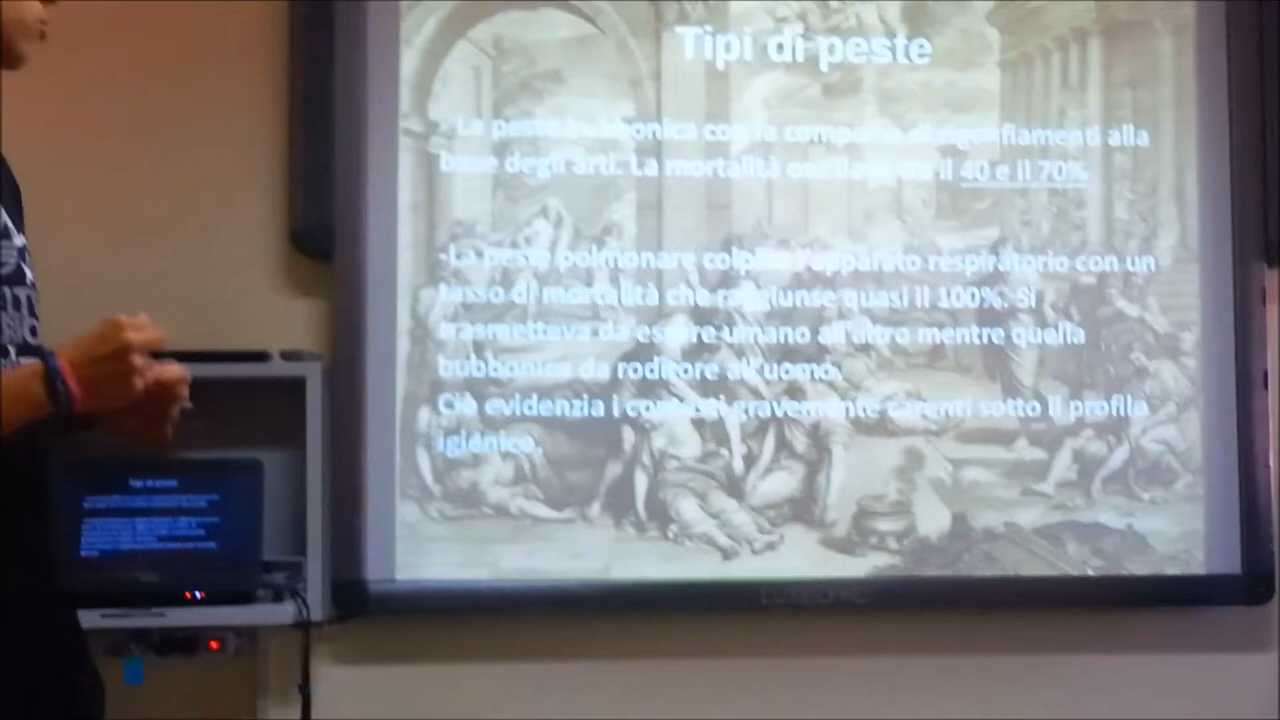 Tipi di peste
- La peste bubbonica con la comparsa di rigonfiamenti alla
base degli arti. La mortalità oscillava tra il 40 e il 70%
-La peste polmonare colpiva l'apparato respiratorio con un
tasso di mortalità che raggiunse quasi il 100%. Si
trasmetteva da essere umano all'altro mentre quella
bubbonica da roditore all'uomo.
Ciò evidenzia i contesti gravemente carenti sotto il profilo
igienico.
Tipi di peste